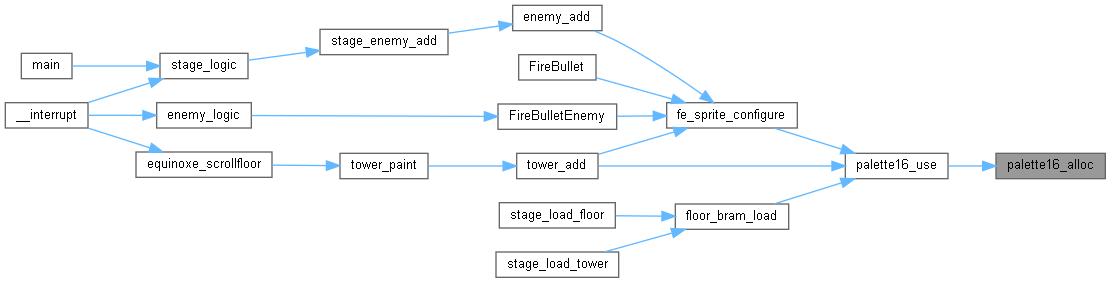 enemy_add
stage_enemy_add
main
stage_logic
FireBullet
__interrupt
enemy_logic
FireBulletEnemy
fe_sprite_configure
equinoxe_scrollfloor
tower_paint
tower_add
palette16_use
palette16_alloc
stage_load_floor
floor_bram_load
stage_load_tower